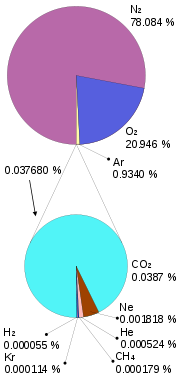 N₂
78.084 %
O₂
20.946 %
Ar
0.9340 %
0.037680 %
CO₂
0.0387 %
Ne
0.001818 %
He
0.000524 %
CH₄
0.000179 %
H₂
0.000055 %
Kr
0.000114 %